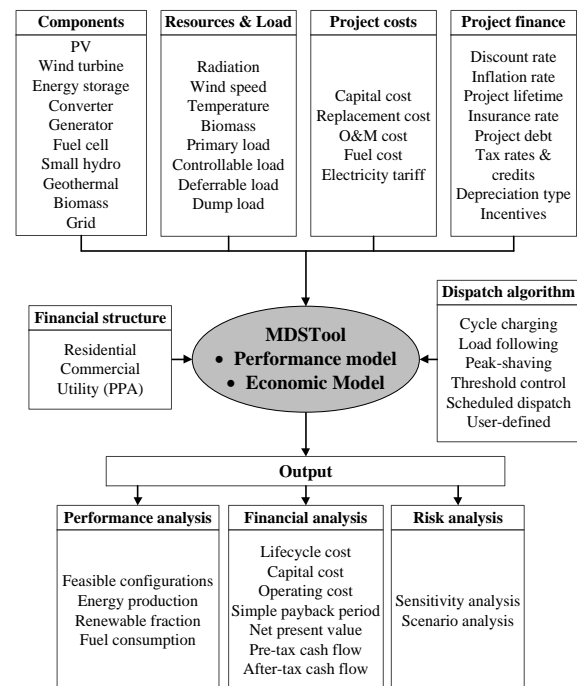 Components
PV
Wind turbine
Energy storage
Converter
Generator
Fuel cell
Small hydro
Geothermal
Biomass
Grid
Resources & Load
Radiation
Wind speed
Temperature
Biomass
Primary load
Controllable load
Deferrable load
Dump load
Project costs
Capital cost
Replacement cost
O&M cost
Fuel cost
Electricity tariff
Project finance
Discount rate
Inflation rate
Project lifetime
Insurance rate
Project debt
Tax rates &
credits
Depreciation type
Incentives
Financial structure
Residential
Commercial
Utility (PPA)
MDSTool
• Performance model
• Economic Model
Dispatch algorithm
Cycle charging
Load following
Peak-shaving
Threshold control
Scheduled dispatch
User-defined
Output
Performance analysis
Feasible configurations
Energy production
Renewable fraction
Fuel consumption
Financial analysis
Lifecycle cost
Capital cost
Operating cost
Simple payback period
Net present value
Pre-tax cash flow
After-tax cash flow
Risk analysis
Sensitivity analysis
Scenario analysis